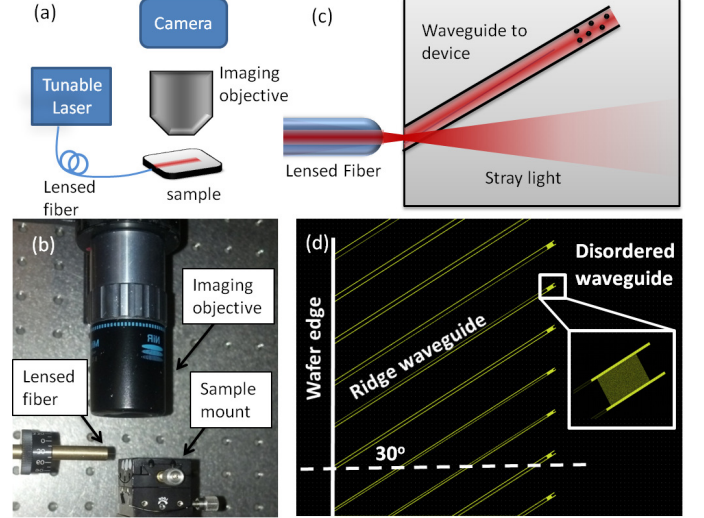 (a)
Camera
Tunable
Laser
Imaging
objective
Lensed
fiber
sample
(c)
Waveguide to
device
Lensed Fiber
Stray light
(b)
Imaging
objective
NIR
Lensed
fiber
Sample
mount
(d)
Disordered
waveguide
Wafer edge
Ridge waveguide
30°